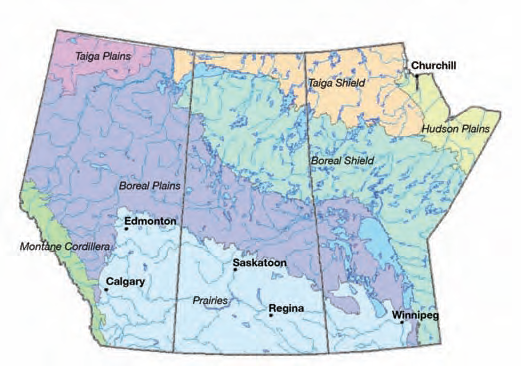 Taiga Plains
Churchill
Taiga Shield
Hudson Plains
Boreal Shield
Boreal Plains
Edmonton
Montane Cordillera
Saskatoon
Calgary
Prairies
Regina
Winnipeg